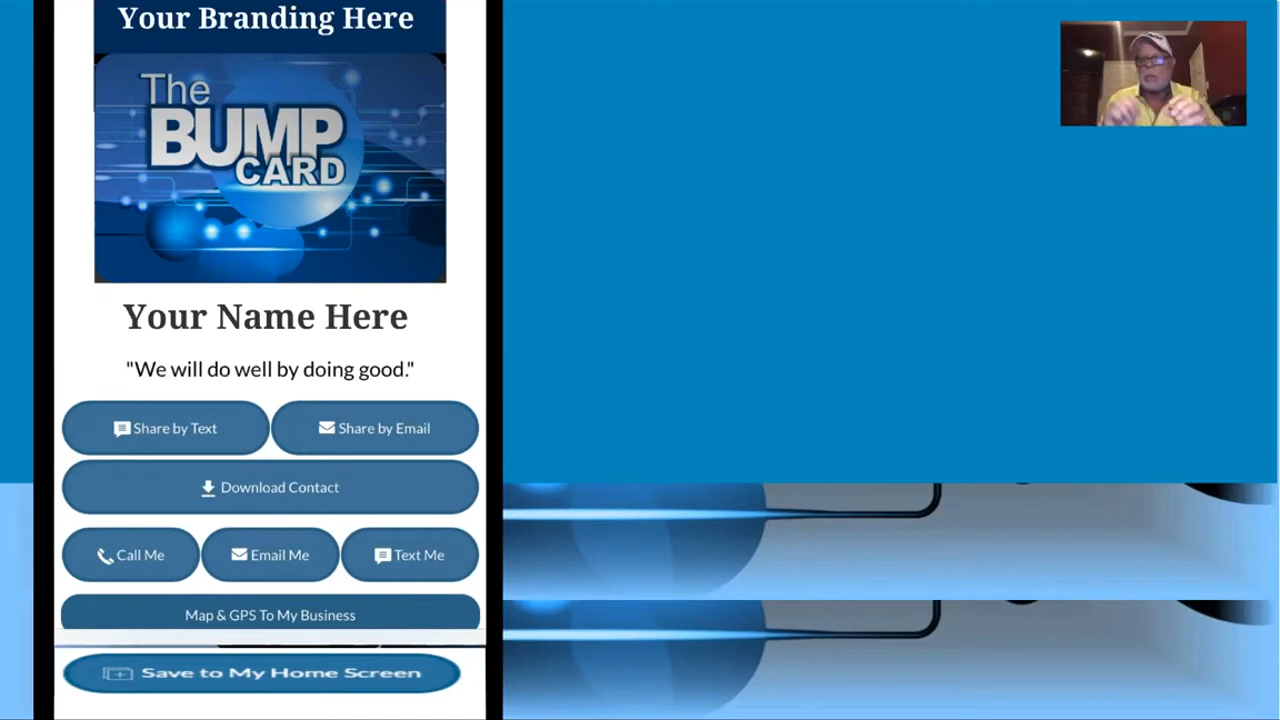 Your Branding Here
The
BUMP
CARD
Your Name Here
"We will do well by doing good."
Share by Text
Share by Email
Download Contact
Call Me
Email Me
Text Me
Map & GPS To My Business
Save to My Home Screen